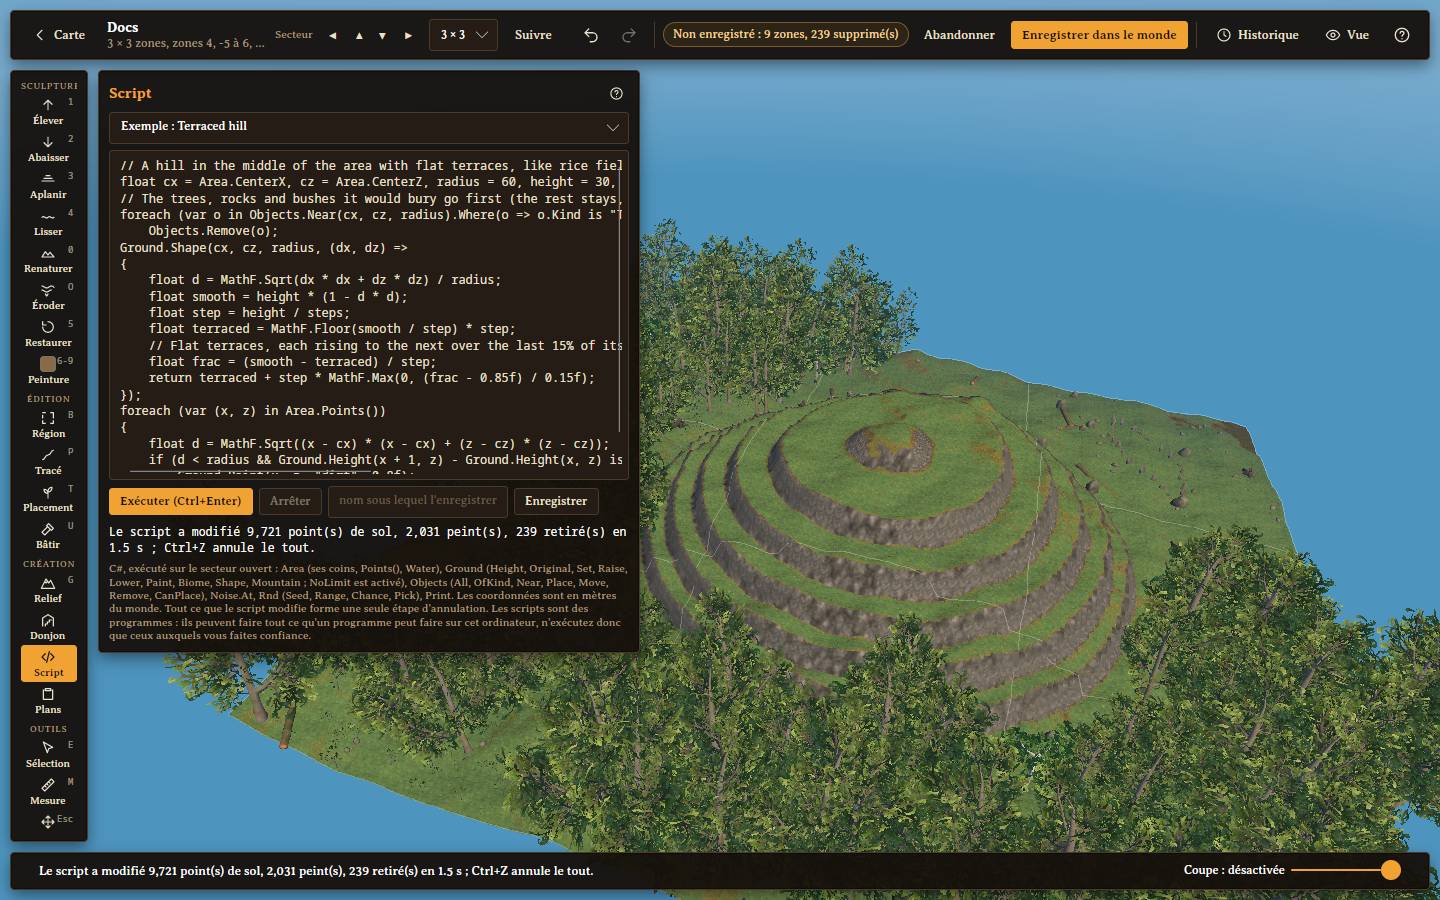 Carte
Docs
3 × 3 zones, zones 4, -5 à 6, ...
Secteur
3 × 3
Suivre
Non enregistré : 9 zones, 239 supprimé(s)
Abandonner
Enregistrer dans le monde
Historique
Vue
SCULPTURE
1
Élever
2
Abaisser
3
Aplanir
4
Lisser
0
Renaturer
O
Éroder
5
Restaurer
6-9
Peinture
ÉDITION
B
Région
P
Tracé
T
Placement
U
Bâtir
CRÉATION
G
Relief
Donjon
Script
Plans
OUTILS
E
Sélection
M
Mesure
Esc
Script
Exemple : Terraced hill
// A hill in the middle of the area with flat terraces, like rice fiel
float cx = Area.CenterX, cz = Area.CenterZ, radius = 60, height = 30,
// The trees, rocks and bushes it would bury go first (the rest stays,
foreach (var o in Objects.Near(cx, cz, radius).Where(o => o.Kind is "T
    Objects.Remove(o);
Ground.Shape(cx, cz, radius, (dx, dz) =>
{
    float d = MathF.Sqrt(dx * dx + dz * dz) / radius;
    float smooth = height * (1 - d * d);
    float step = height / steps;
    float terraced = MathF.Floor(smooth / step) * step;
    // Flat terraces, each rising to the next over the last 15% of its
    float frac = (smooth - terraced) / step;
    return terraced + step * MathF.Max(0, (frac - 0.85f) / 0.15f);
});
foreach (var (x, z) in Area.Points())
{
    float d = MathF.Sqrt((x - cx) * (x - cx) + (z - cz) * (z - cz));
    if (d < radius && Ground.Height(x + 1, z) - Ground.Height(x, z) is
Exécuter (Ctrl+Enter)
Arrêter
nom sous lequel l'enregistrer
Enregistrer
Le script a modifié 9,721 point(s) de sol, 2,031 peint(s), 239 retiré(s) en
1.5 s ; Ctrl+Z annule le tout.
C#, exécuté sur le secteur ouvert : Area (ses coins, Points(), Water), Ground (Height, Original, Set, Raise,
Lower, Paint, Biome, Shape, Mountain ; NoLimit est activé), Objects (All, OfKind, Near, Place, Move,
Remove, CanPlace), Noise.At, Rnd (Seed, Range, Chance, Pick), Print. Les coordonnées sont en mètres
du monde. Tout ce que le script modifie forme une seule étape d'annulation. Les scripts sont des
programmes : ils peuvent faire tout ce qu'un programme peut faire sur cet ordinateur, n'exécutez donc
que ceux auxquels vous faites confiance.
Le script a modifié 9,721 point(s) de sol, 2,031 peint(s), 239 retiré(s) en 1.5 s ; Ctrl+Z annule le tout.
Coupe : désactivée